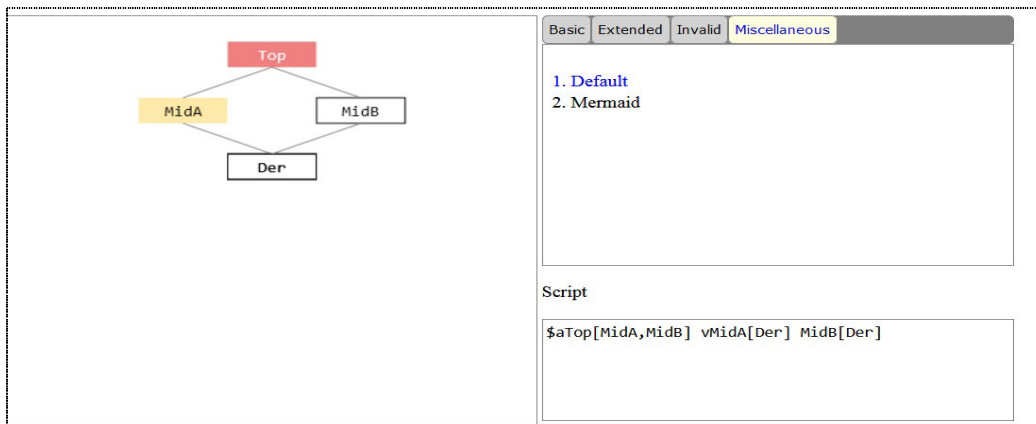 Top
MidA MidB
Der
Basic Extended Invalid Miscellaneous
1. Default
2. Mermaid
Script
$aTop[MidA,MidB] vMidA[Der] MidB[Der]